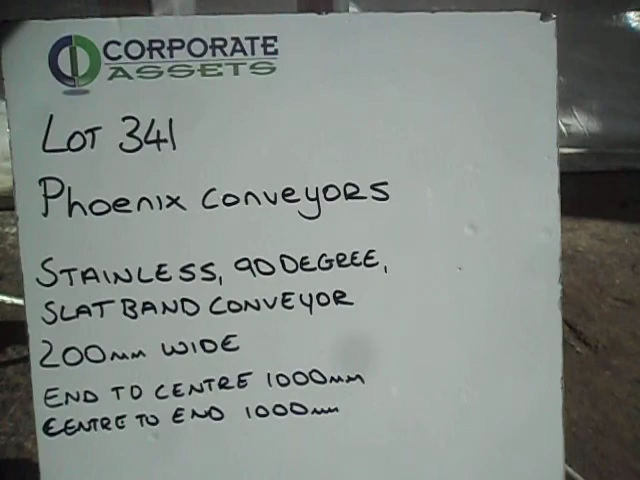 CORPORATE
ASSETS
LOT 341
Phoenix Conveyors
STAINLESS, 90 DEGREE,
SLAT BAND CONVEYOR
200mm WIDE
END TO CENTRE 1000mm
CENTRE TO END 1000mm